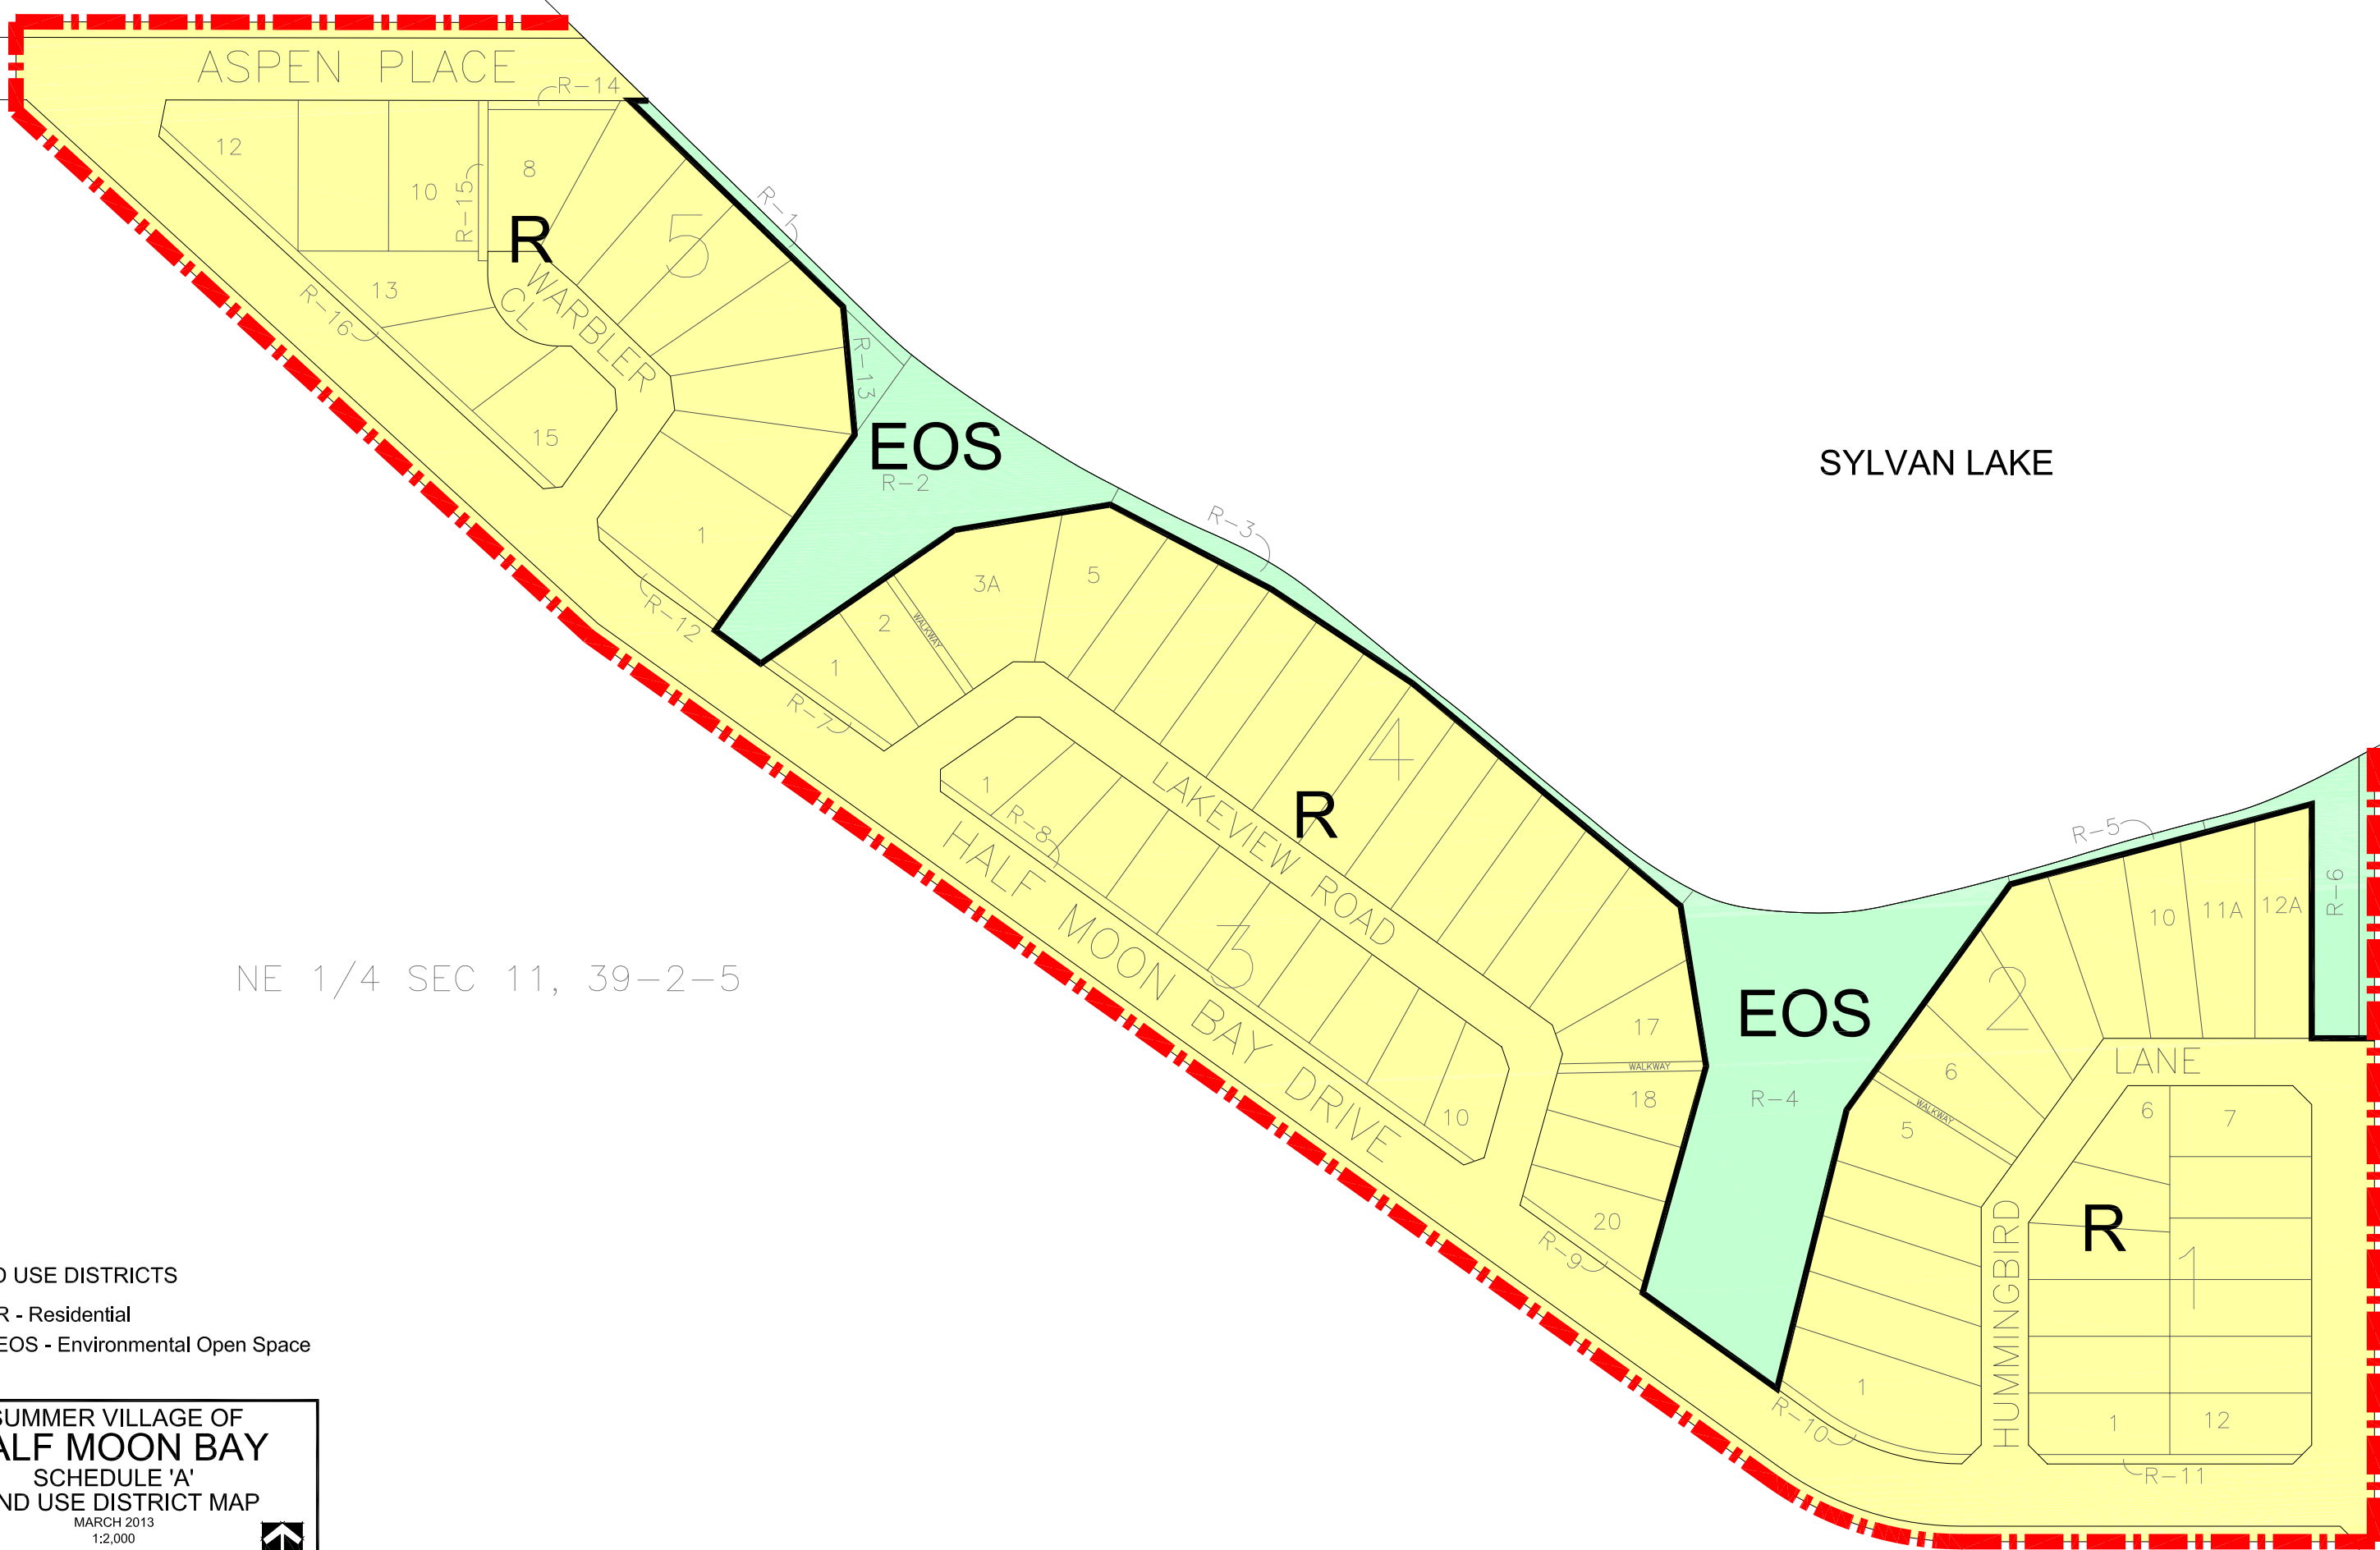 ASPEN PLACE
R-14
12
10
R-15
8
R
5
R-1
13
WARBLER
CL
R-16
R-13
15
EOS
R-2
SYLVAN LAKE
1
R-12
R-3
3A
5
2
WALKWAY
1
R-7
4
LAKEVIEW ROAD
R
1
R-8
HALF MOON BAY DRIVE
3
10
R-5
10
11A
12A
R-6
2
NE 1/4 SEC 11, 39-2-5
17
WALKWAY
18
EOS
R-4
6
WALKWAY
5
LANE
6
7
20
R-9
HUMMINGBIRD
R
1
1
R-10
1
12
R-11
D USE DISTRICTS
R - Residential
EOS - Environmental Open Space
SUMMER VILLAGE OF
ALF MOON BAY
SCHEDULE 'A'
ND USE DISTRICT MAP
MARCH 2013
1:2,000